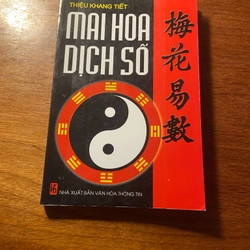 THIỆU KHANG TIẾT
MAI HOA
DỊCH SỐ
梅花易數
NHÀ XUẤT BẢN VĂN HÓA THÔNG TIN